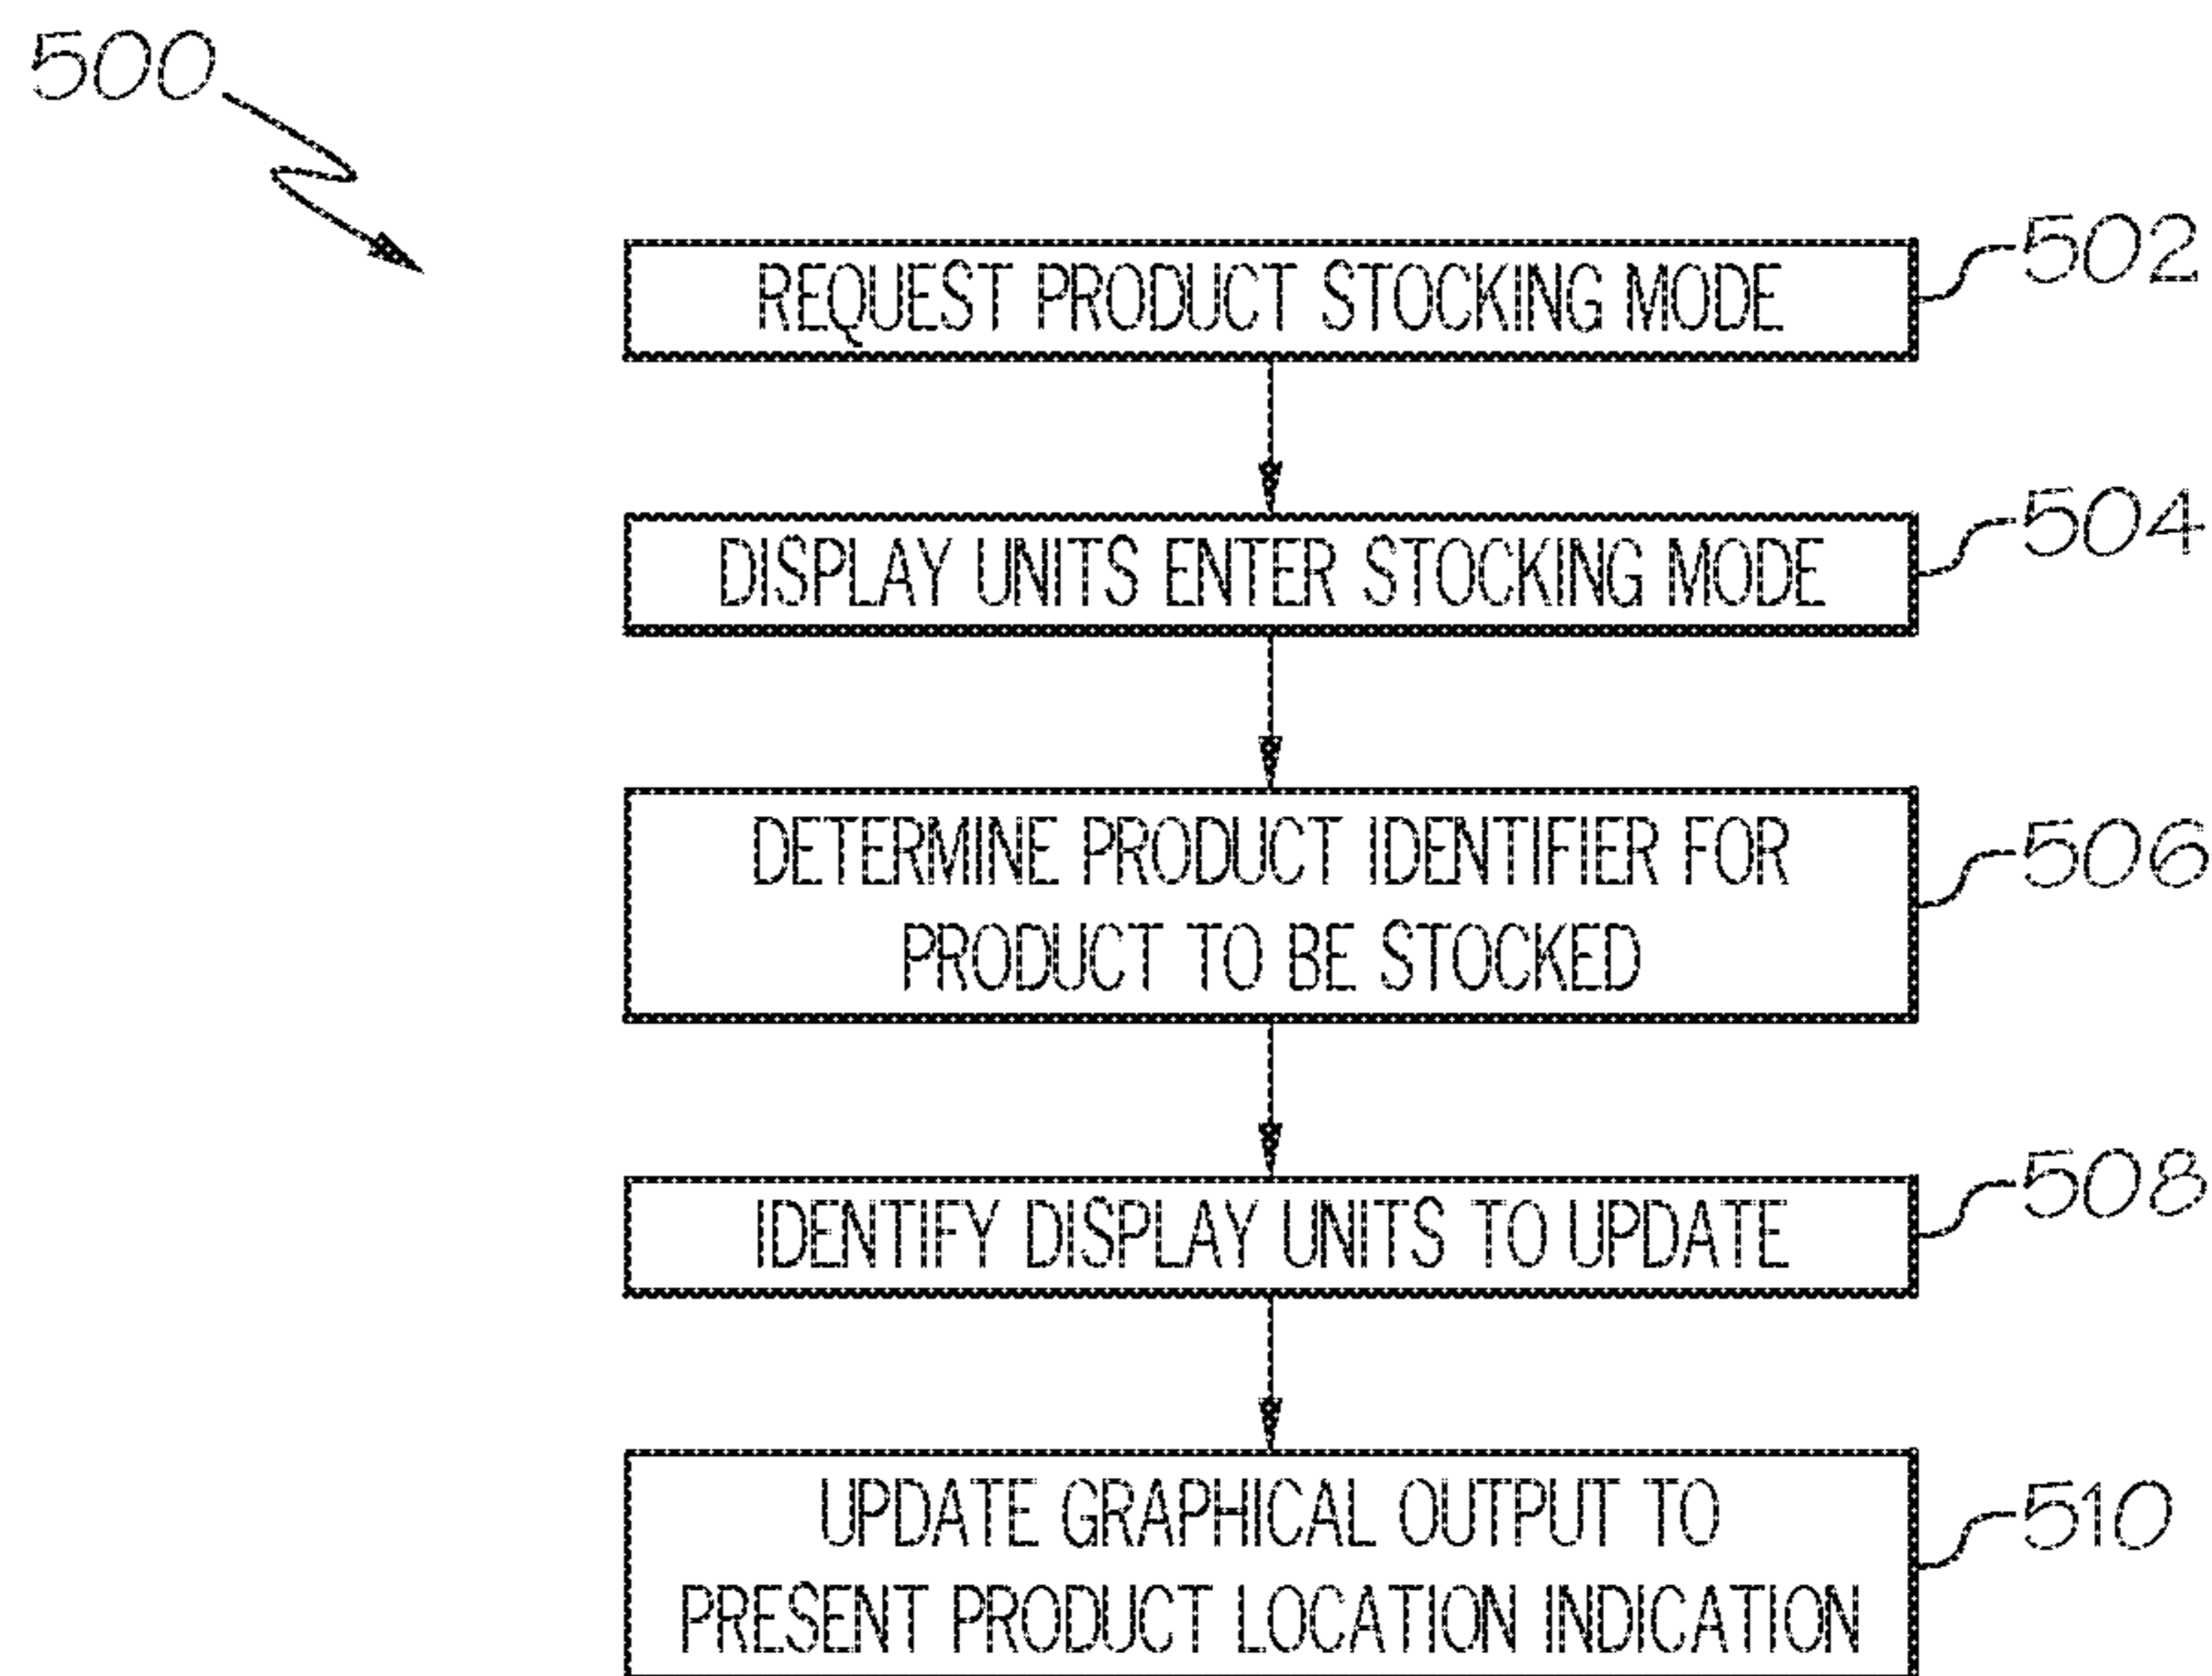 500
REQUEST PRODUCT STOCKING MODE
502
DISPLAY UNITS ENTER STOCKING MODE
504
DETERMINE PRODUCT IDENTIFIER FOR
PRODUCT TO BE STOCKED
506
IDENTIFY DISPLAY UNITS TO UPDATE
508
UPDATE GRAPHICAL OUTPUT TO
PRESENT PRODUCT LOCATION INDICATION
510